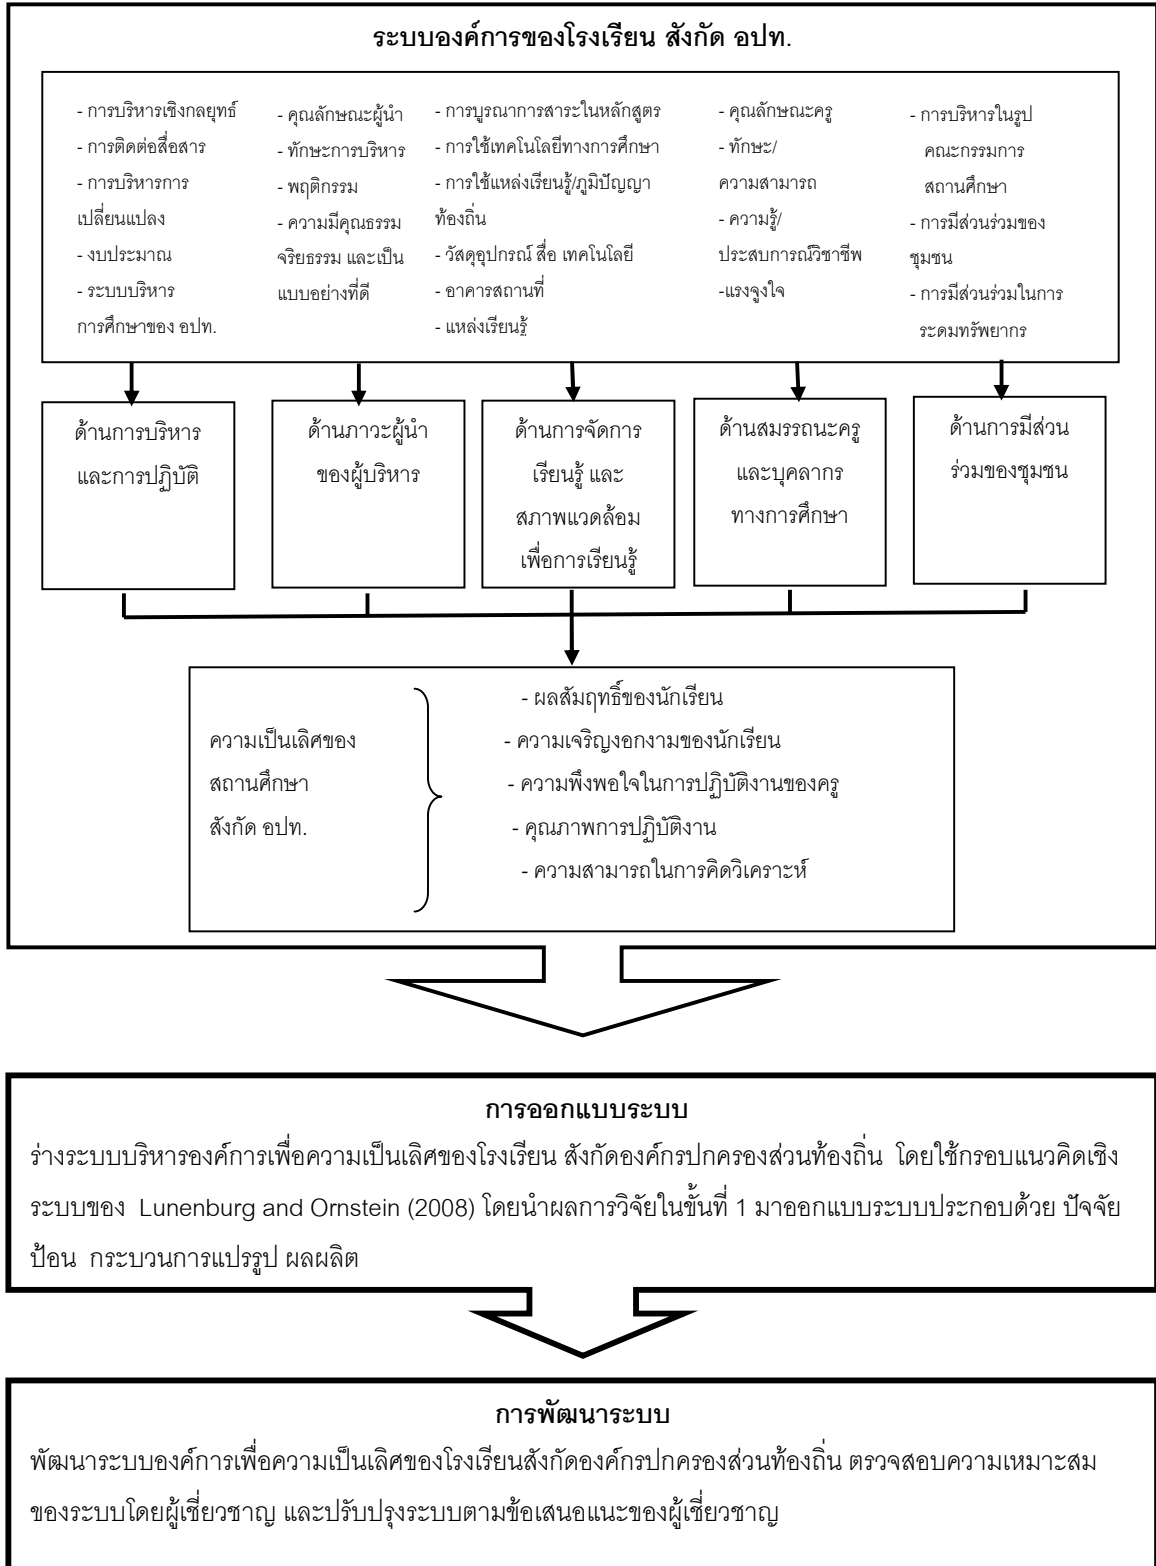 ระบบองค์การของโรงเรียน สังกัด อปท.
- การบริหารเชิงกลยุทธ์
- การติดต่อสื่อสาร
- การบริหารการ
เปลี่ยนแปลง
- งบประมาณ
- ระบบบริหาร
การศึกษาของ อปท.
- คุณลักษณะผู้นำ
- ทักษะการบริหาร
- พฤติกรรม
- ความมีคุณธรรม
จริยธรรม และเป็น
แบบอย่างที่ดี
- การบูรณาการสาระในหลักสูตร
- การใช้เทคโนโลยีทางการศึกษา
- การใช้แหล่งเรียนรู้/ภูมิปัญญา
ท้องถิ่น
- วัสดุอุปกรณ์ สื่อ เทคโนโลยี
- อาคารสถานที่
- แหล่งเรียนรู้
- คุณลักษณะครู
- ทักษะ/
ความสามารถ
- ความรู้/
ประสบการณ์วิชาชีพ
-แรงจูงใจ
- การบริหารในรูป
คณะกรรมการ
สถานศึกษา
- การมีส่วนร่วมของ
ชุมชน
- การมีส่วนร่วมในการ
ระดมทรัพยากร
ด้านการบริหาร
และการปฏิบัติ
ด้านภาวะผู้นำ
ของผู้บริหาร
ด้านการจัดการ
เรียนรู้ และ
สภาพแวดล้อม
เพื่อการเรียนรู้
ด้านสมรรถนะครู
และบุคลากร
ทางการศึกษา
ด้านการมีส่วน
ร่วมของชุมชน
ความเป็นเลิศของ
สถานศึกษา
สังกัด อปท.
- ผลสัมฤทธิ์ของนักเรียน
- ความเจริญงอกงามของนักเรียน
- ความพึงพอใจในการปฏิบัติงานของครู
- คุณภาพการปฏิบัติงาน
- ความสามารถในการคิดวิเคราะห์
การออกแบบระบบ
ร่างระบบบริหารองค์การเพื่อความเป็นเลิศของโรงเรียน สังกัดองค์กรปกครองส่วนท้องถิ่น โดยใช้กรอบแนวคิดเชิง
ระบบของ Lunenburg and Ornstein (2008) โดยนำผลการวิจัยในขั้นที่ 1 มาออกแบบระบบประกอบด้วย ปัจจัย
ป้อน กระบวนการแปรรูป ผลผลิต
การพัฒนาระบบ
พัฒนาระบบองค์การเพื่อความเป็นเลิศของโรงเรียนสังกัดองค์กรปกครองส่วนท้องถิ่น ตรวจสอบความเหมาะสม
ของระบบโดยผู้เชี่ยวชาญ และปรับปรุงระบบตามข้อเสนอแนะของผู้เชี่ยวชาญ